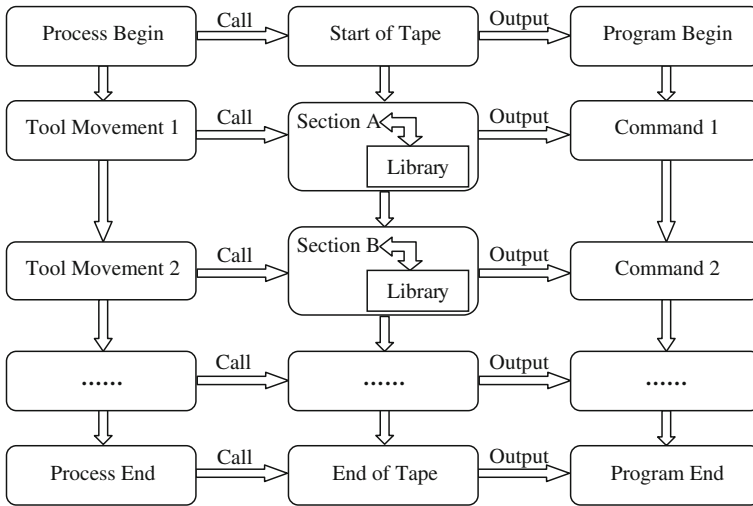 Process Begin
Call
Start of Tape
Output
Program Begin
Tool Movement 1
Call
Section A
Library
Output
Command 1
Tool Movement 2
Call
Section B
Library
Output
Command 2
......
Call
......
Output
......
Process End
Call
End of Tape
Output
Program End